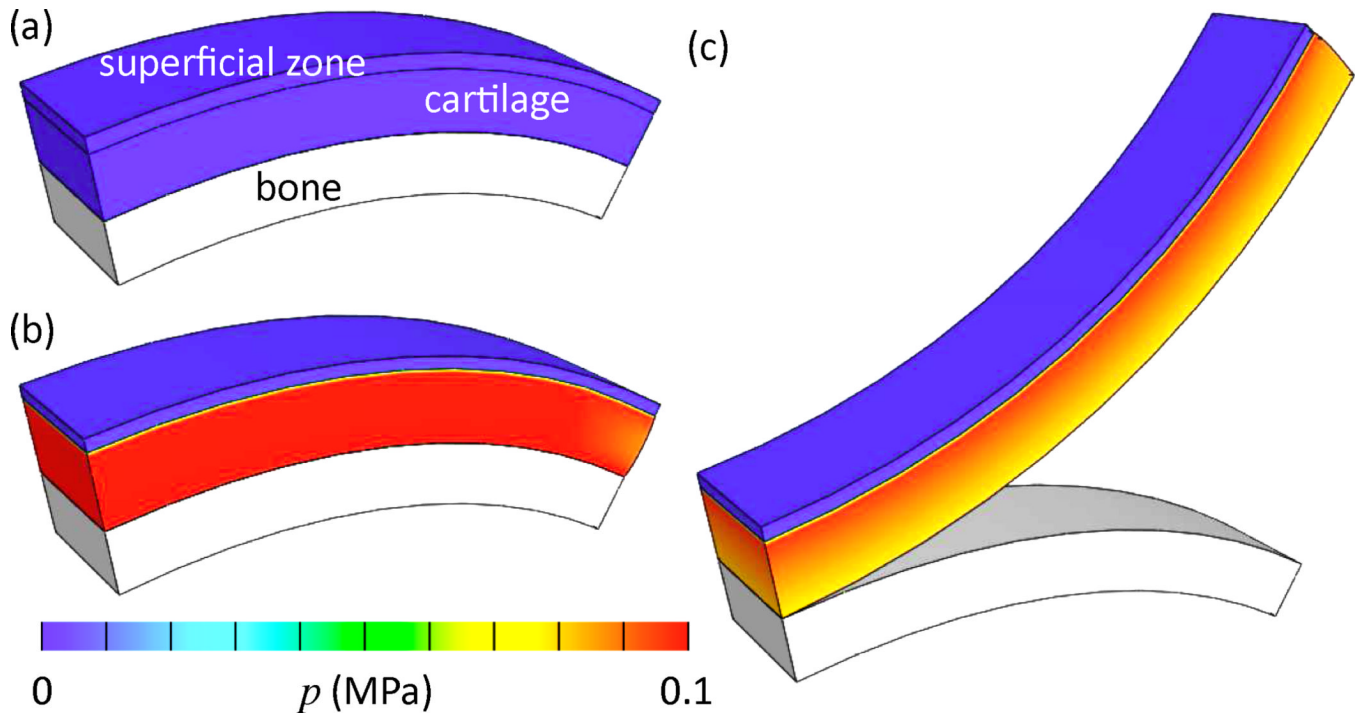 (a)
superficial zone
cartilage
bone
(b)
0 p (MPa) 0.1
(c)